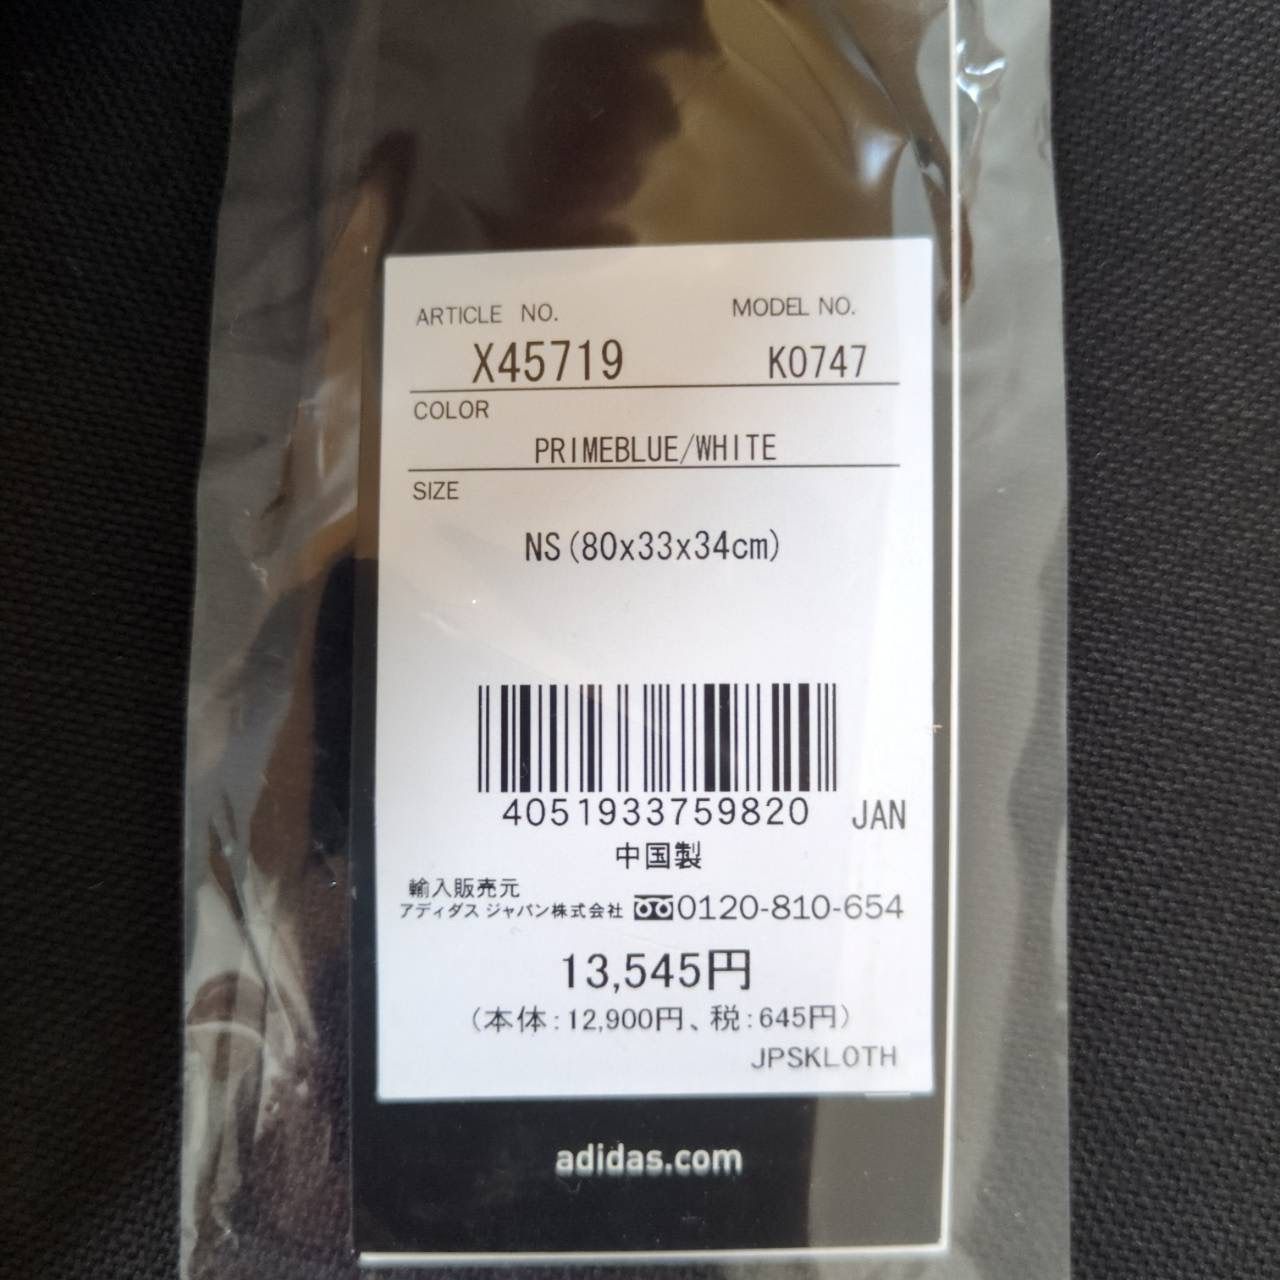 ARTICLE NO. MODEL NO.
X45719 K0747
COLOR
PRIMEBLUE/WHITE
SIZE
NS(80x33x34cm)
4051933759820 JAN
中国製
輸入販売元
アディダス ジャパン株式会社 0120-810-654
13,545円
(本体:12,900円、税:645円)
JPSKLOTH
adidas.com